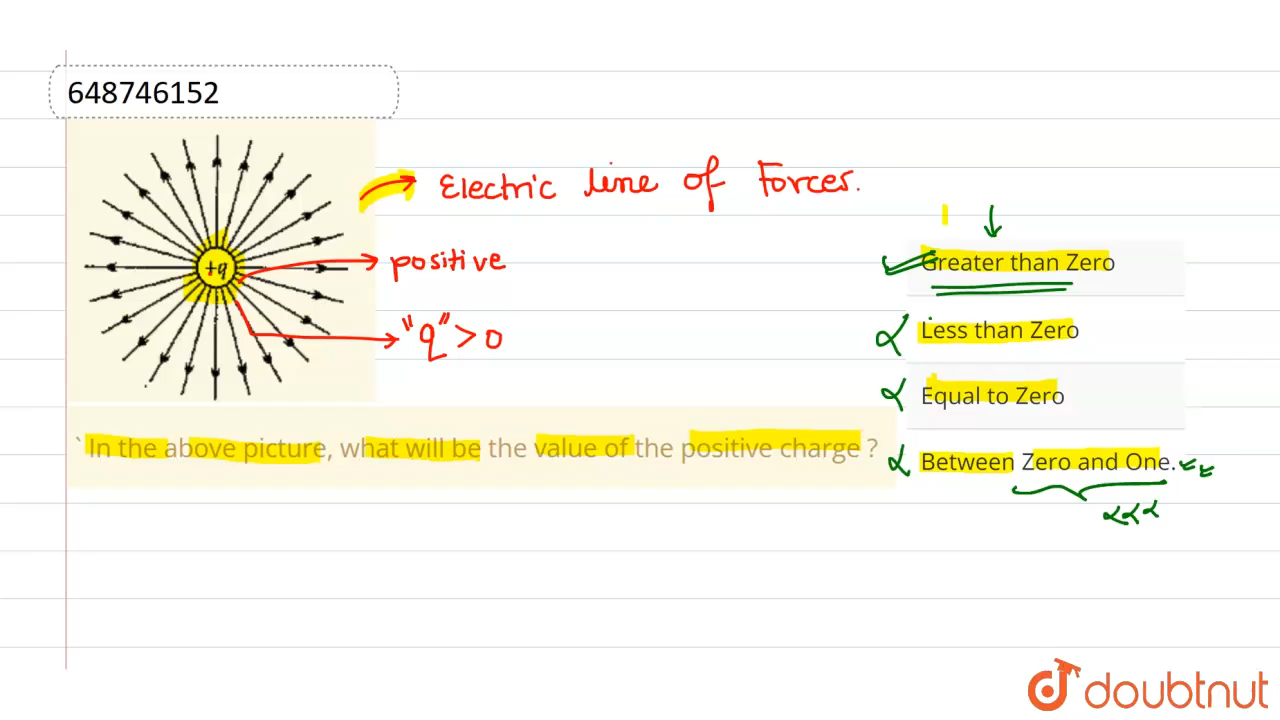 648746152
+q
Electric line of Forces.
positive
"q" > 0
` In the above picture, what will be the value of the positive charge ?
Greater than Zero
Less than Zero
Equal to Zero
Between Zero and One.
doubtnut